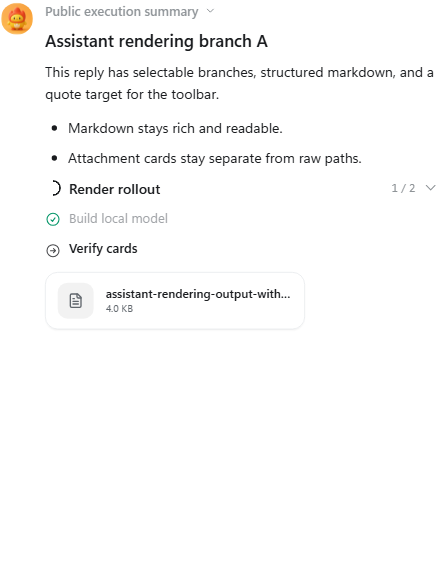 Public execution summary
Assistant rendering branch A
This reply has selectable branches, structured markdown, and a
quote target for the toolbar.
Markdown stays rich and readable.
Attachment cards stay separate from raw paths.
Render rollout 1 / 2
Build local model
Verify cards
assistant-rendering-output-with...
4.0 KB